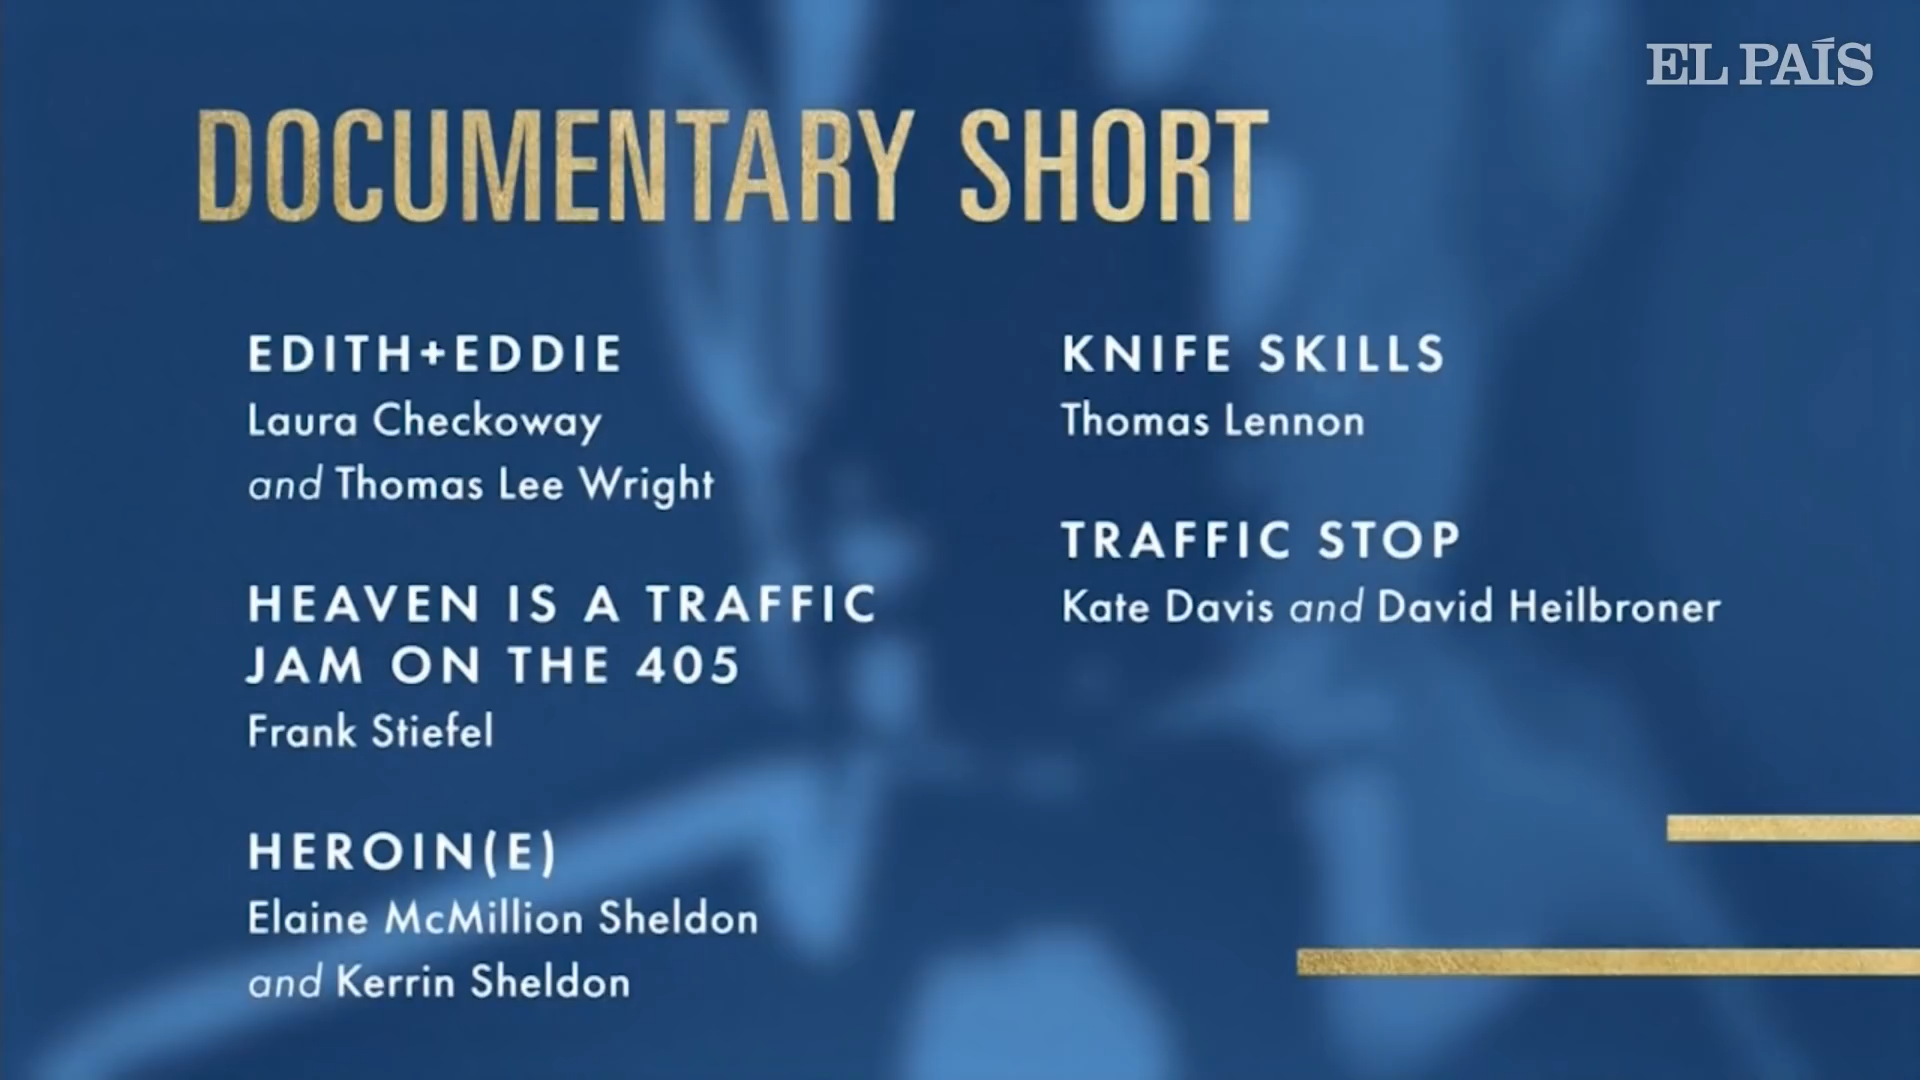 EL PAÍS
DOCUMENTARY SHORT
EDITH+EDDIE
Laura Checkoway
and Thomas Lee Wright
HEAVEN IS A TRAFFIC
JAM ON THE 405
Frank Stiefel
HEROIN(E)
Elaine McMillion Sheldon
and Kerrin Sheldon
KNIFE SKILLS
Thomas Lennon
TRAFFIC STOP
Kate Davis and David Heilbroner